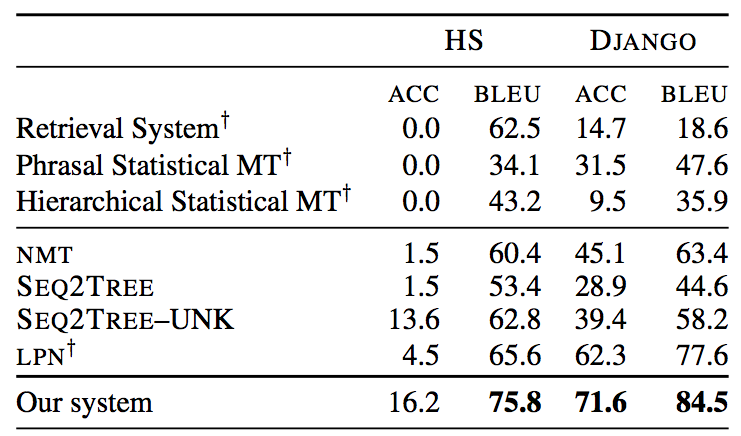 HS DJANGO
ACC BLEU ACC BLEU
Retrieval System† 0.0 62.5 14.7 18.6
Phrasal Statistical MT† 0.0 34.1 31.5 47.6
Hierarchical Statistical MT† 0.0 43.2 9.5 35.9
NMT 1.5 60.4 45.1 63.4
SEQ2TREE 1.5 53.4 28.9 44.6
SEQ2TREE–UNK 13.6 62.8 39.4 58.2
LPN† 4.5 65.6 62.3 77.6
Our system 16.2 75.8 71.6 84.5